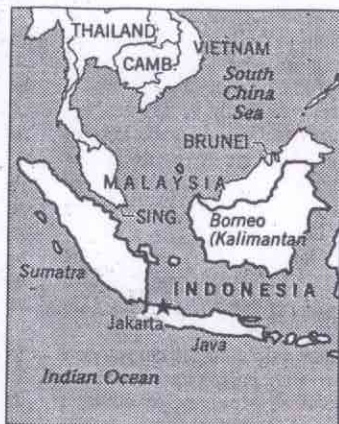 THAILAND
CAMB.
VIETNAM
South
China
Sea
BRUNEI
MALAYSIA
SING
Borneo
(Kalimantan
Sumatra
INDONESIA
Jakarta
Java
Indian Ocean